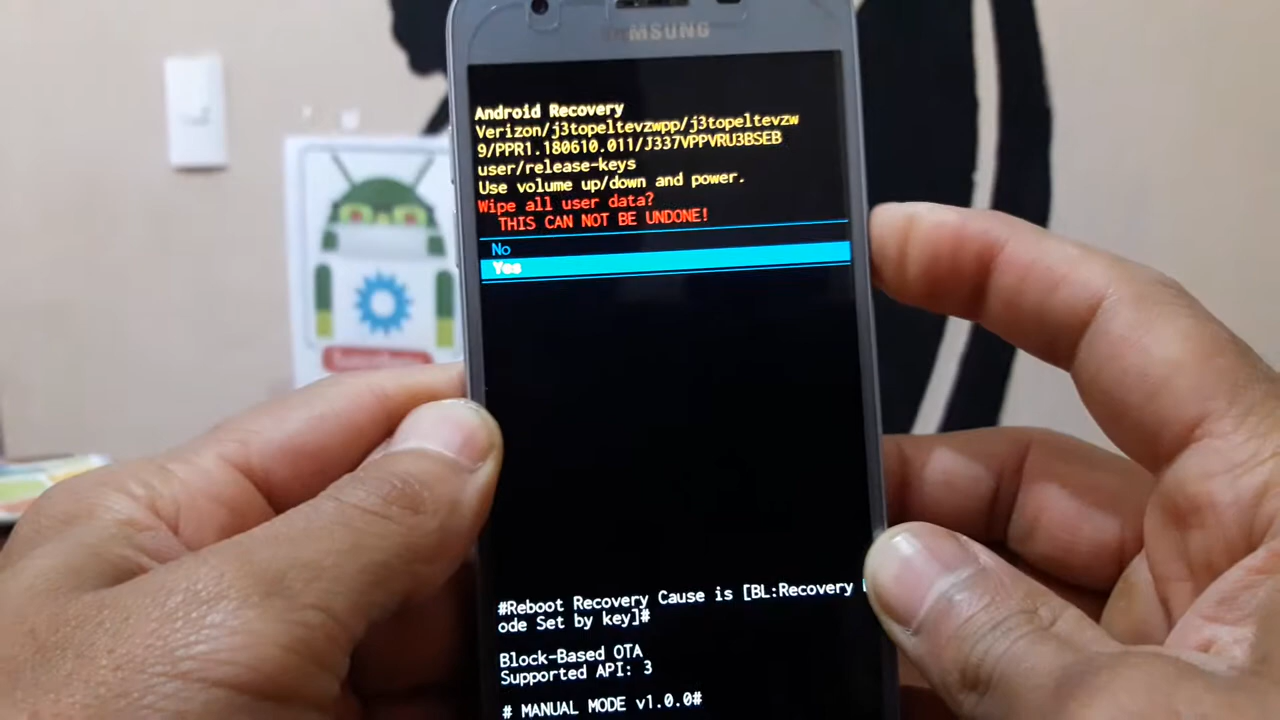 SAMSUNG
Android Recovery
Verizon/j3topeltevzwpp/j3topeltevzw
9/PPR1.180610.011/J337VPPVRU3BSEB
user/release-keys
Use volume up/down and power.
Wipe all user data?
THIS CAN NOT BE UNDONE!
No
Yes
#Reboot Recovery Cause is [BL:Recovery
ode Set by key]#
Block-Based OTA
Supported API: 3
# MANUAL MODE v1.0.0#